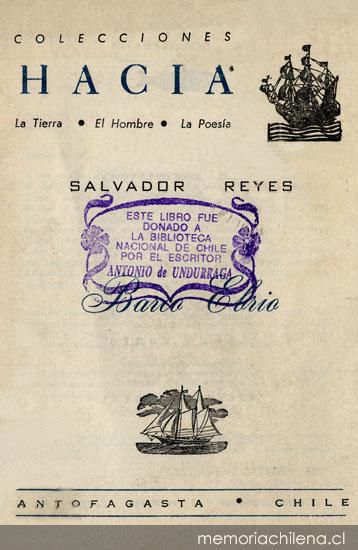 COLECCIONES
HACIA
La Tierra • El Hombre • La Poesía
SALVADOR REYES
ESTE LIBRO FUE
DONADO A
LA BIBLIOTECA
NACIONAL DE CHILE
POR EL ESCRITOR
ANTONIO de UNDURRAGA
Barco Ebrio
ANTOFAGASTA • CHILE
memoriachilena.cl